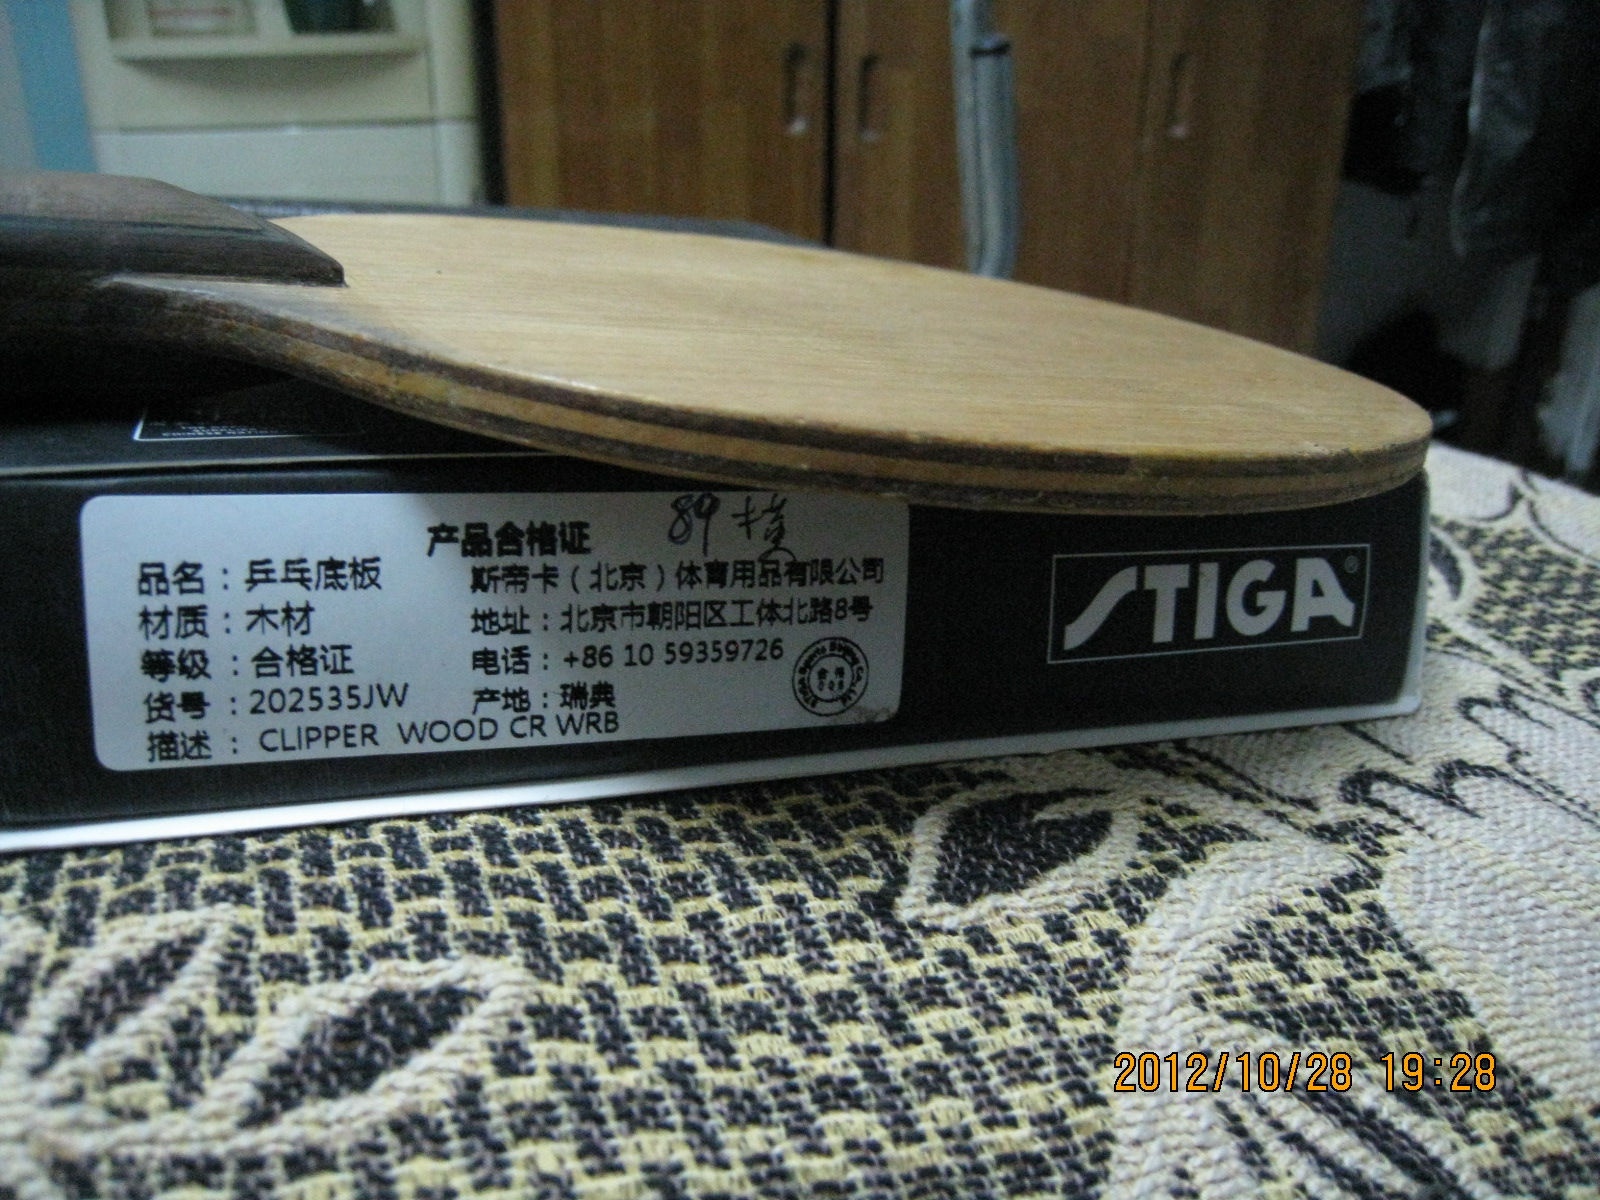 产品合格证
89 横
品名：乒乓底板
斯帝卡（北京）体育用品有限公司
材质：木材
地址：北京市朝阳区工体北路8号
等级：合格证
电话：+86 10 59359726
货号：202535JW
产地：瑞典
描述：CLIPPER WOOD CR WRB
STIGA®
2012/10/28 19:28